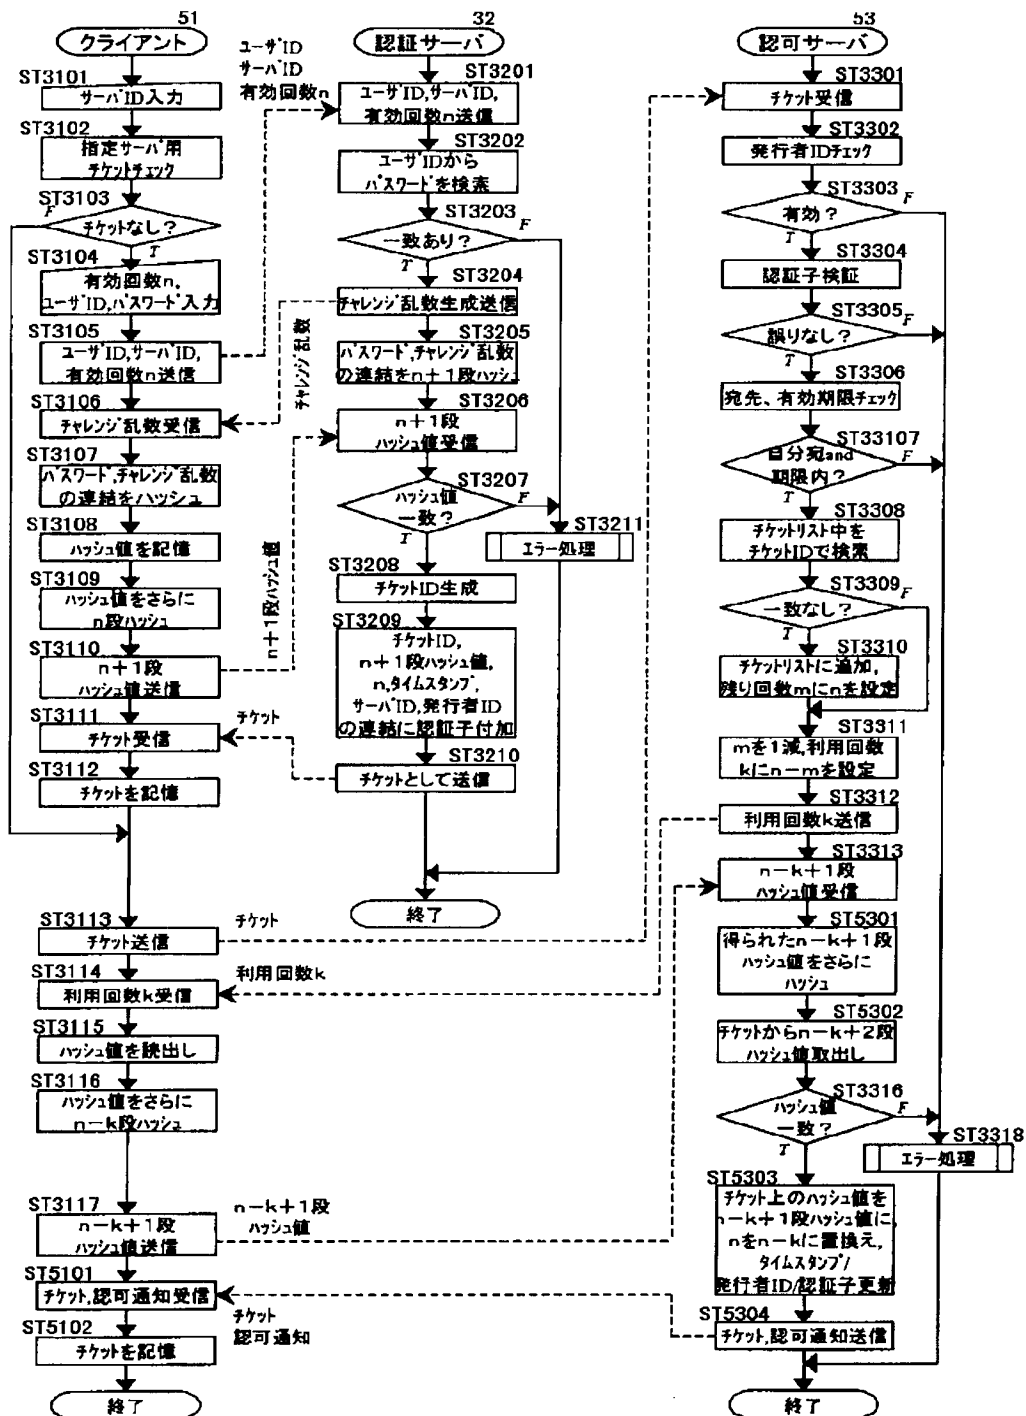 51
クライアント
ST3101
サーバID入力
ST3102
指定サーバ用
チケットチェック
ST3103
F
チケットなし?
T
ST3104
有効回数n,
ユーザID,パスワード入力
ST3105
ユーザID,サーバID,
有効回数n送信
ST3106
チャレンジ乱数受信
ST3107
パスワード,チャレンジ乱数
の連結をハッシュ
ST3108
ハッシュ値を記憶
ST3109
ハッシュ値をさらに
n段ハッシュ
ST3110
n+1段
ハッシュ値送信
ST3111
チケット受信
ST3112
チケットを記憶
ST3113
チケット送信
ST3114
利用回数k受信
ST3115
ハッシュ値を読出し
ST3116
ハッシュ値をさらに
n-k段ハッシュ
ST3117
n-k+1段
ハッシュ値送信
ST5101
チケット,認可通知受信
ST5102
チケットを記憶
終了
ユーザID
サーバID
有効回数n
チャレンジ乱数
n+1段ハッシュ値
チケット
チケット
利用回数k
n-k+1段
ハッシュ値
チケット
認可通知
32
認証サーバ
ST3201
ユーザID,サーバID,
有効回数n送信
ST3202
ユーザIDから
パスワードを検索
ST3203
一致あり?
F
T
ST3204
チャレンジ乱数生成送信
ST3205
パスワード,チャレンジ乱数
の連結をn+1段ハッシュ
ST3206
n+1段
ハッシュ値受信
ST3207
ハッシュ値
一致?
F
T
ST3211
エラー処理
ST3208
チケットID生成
ST3209
チケットID,
n+1段ハッシュ値,
n,タイムスタンプ,
サーバID,発行者ID
の連結に認証子付加
ST3210
チケットとして送信
終了
53
認可サーバ
ST3301
チケット受信
ST3302
発行者IDチェック
ST3303
有効?
F
T
ST3304
認証子検証
ST3305
誤りなし?
F
T
ST3306
宛先、有効期限チェック
ST33107
自分宛and
期限内?
F
T
ST3308
チケットリスト中を
チケットIDで検索
ST3309
一致なし?
F
T
ST3310
チケットリストに追加,
残り回数mにnを設定
ST3311
mを1減,利用回数
kにn-mを設定
ST3312
利用回数k送信
ST3313
n-k+1段
ハッシュ値受信
ST5301
得られたn-k+1段
ハッシュ値をさらに
ハッシュ
ST5302
チケットからn-k+2段
ハッシュ値取出し
ST3316
ハッシュ値
一致?
F
T
ST3318
エラー処理
ST5303
チケット上のハッシュ値を
n-k+1段ハッシュ値に,
nをn-kに置換え,
タイムスタンプ/
発行者ID/認証子更新
ST5304
チケット,認可通知送信
終了